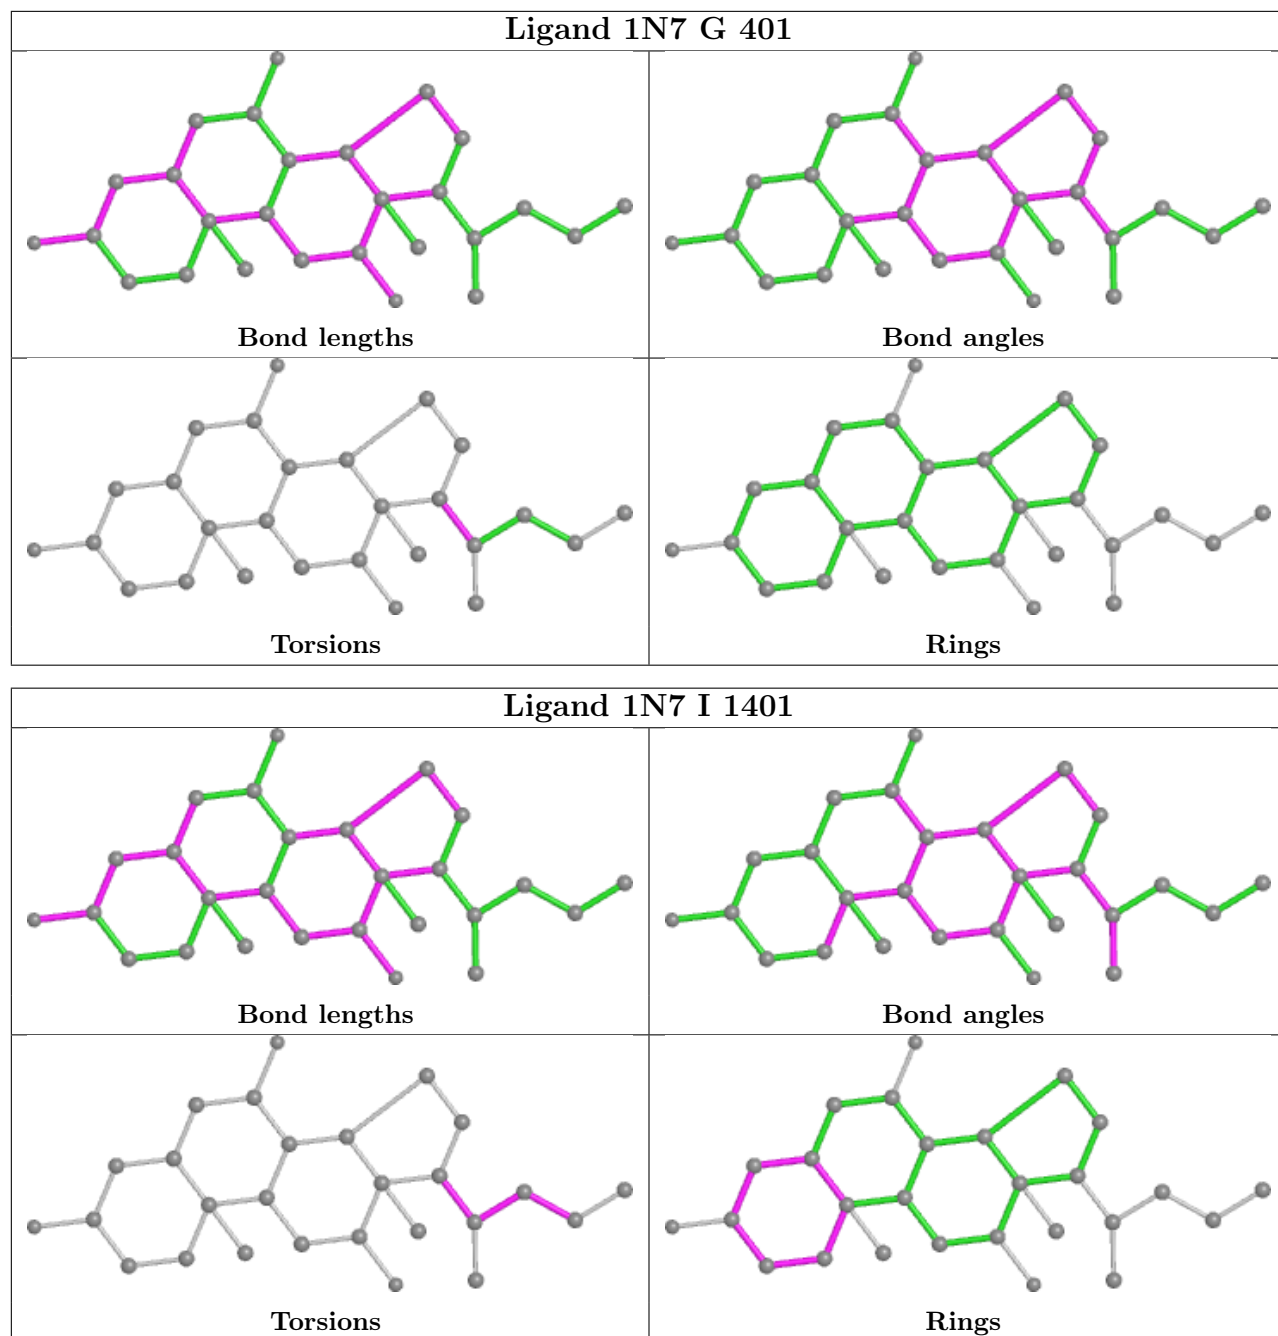 Ligand 1N7 G 401
Bond lengths
Bond angles
Torsions
Rings
Ligand 1N7 I 1401
Bond lengths
Bond angles
Torsions
Rings